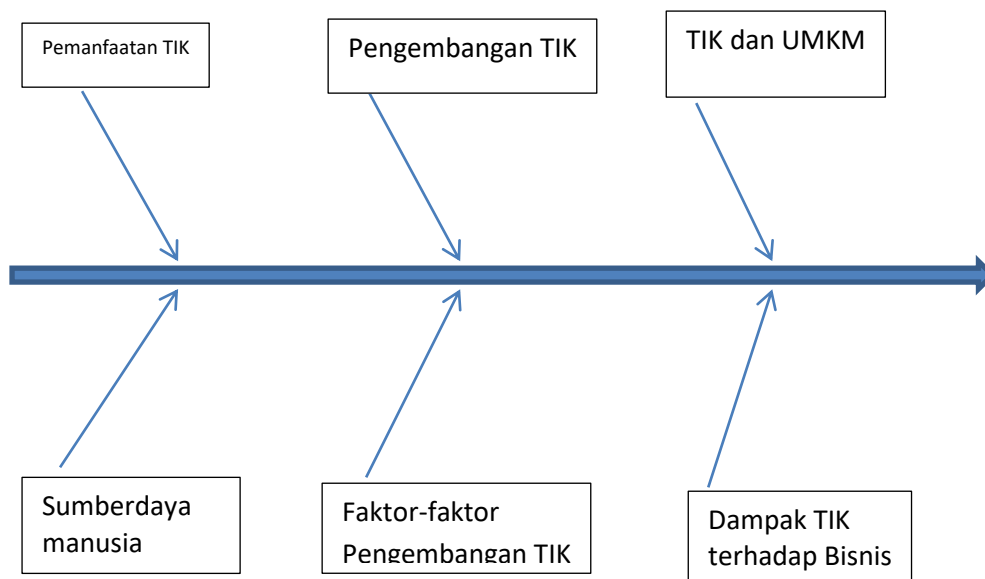 Pemanfaatan TIK
Pengembangan TIK
TIK dan UMKM
Sumberdaya
manusia
Faktor-faktor
Pengembangan TIK
Dampak TIK
terhadap Bisnis